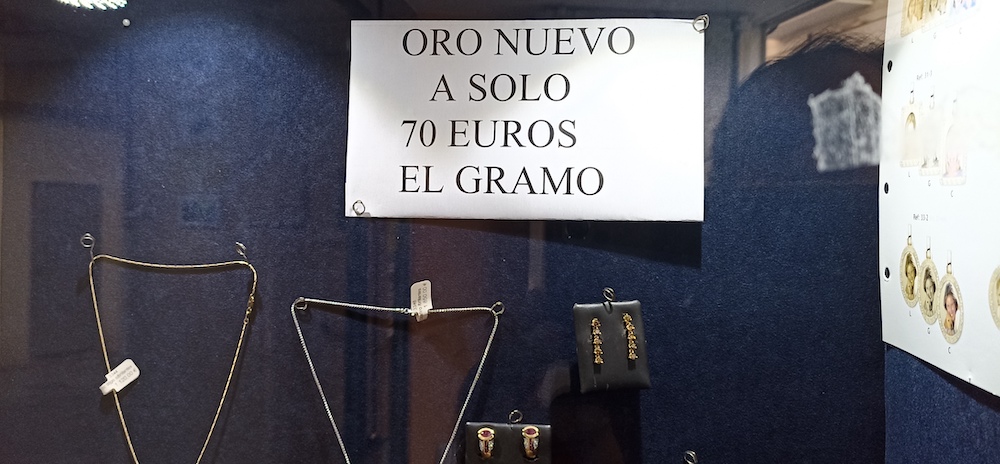 ORO NUEVO
A SOLO
70 EUROS
EL GRAMO